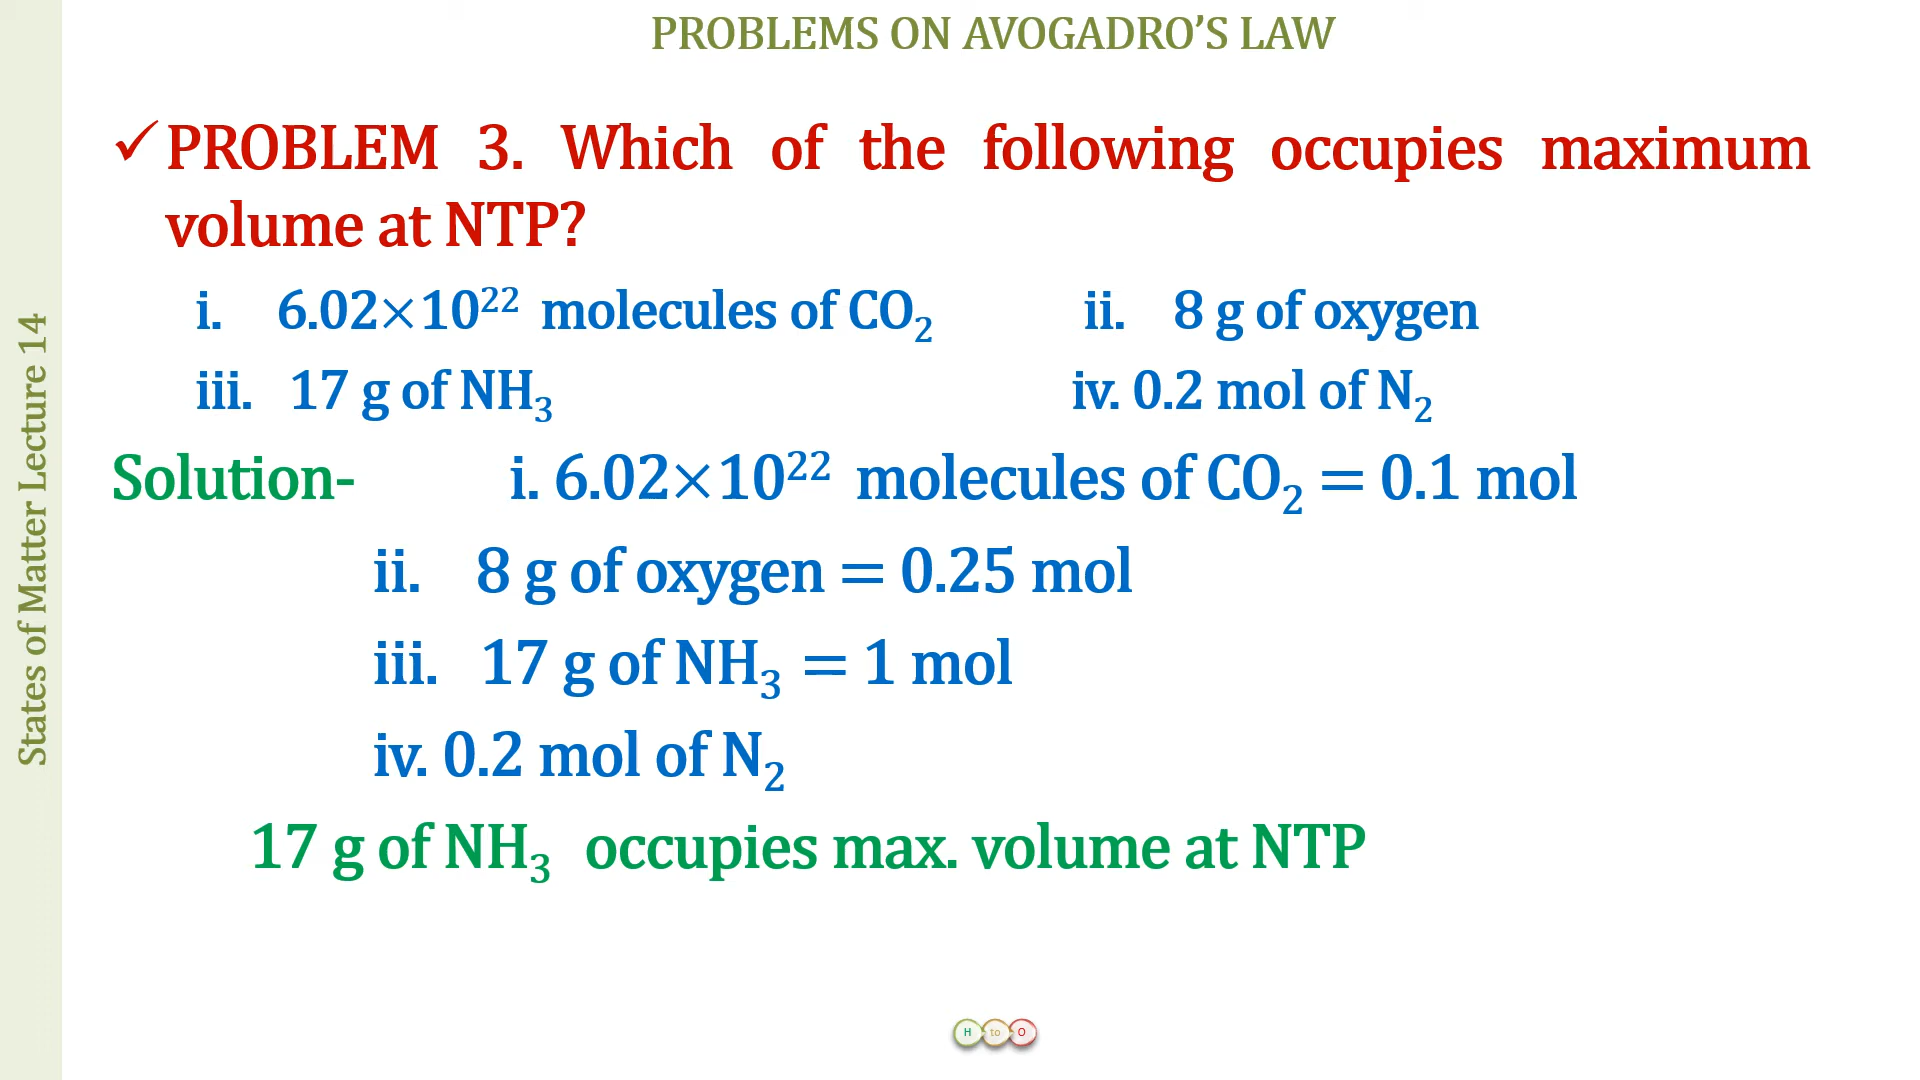 PROBLEMS ON AVOGADRO’S LAW
✓ PROBLEM 3. Which of the following occupies maximum
volume at NTP?
i. 6.02×10²² molecules of CO₂ ii. 8 g of oxygen
iii. 17 g of NH₃ iv. 0.2 mol of N₂
Solution- i. 6.02×10²² molecules of CO₂ = 0.1 mol
ii. 8 g of oxygen = 0.25 mol
iii. 17 g of NH₃ = 1 mol
iv. 0.2 mol of N₂
17 g of NH₃ occupies max. volume at NTP
States of Matter Lecture 14
H to O